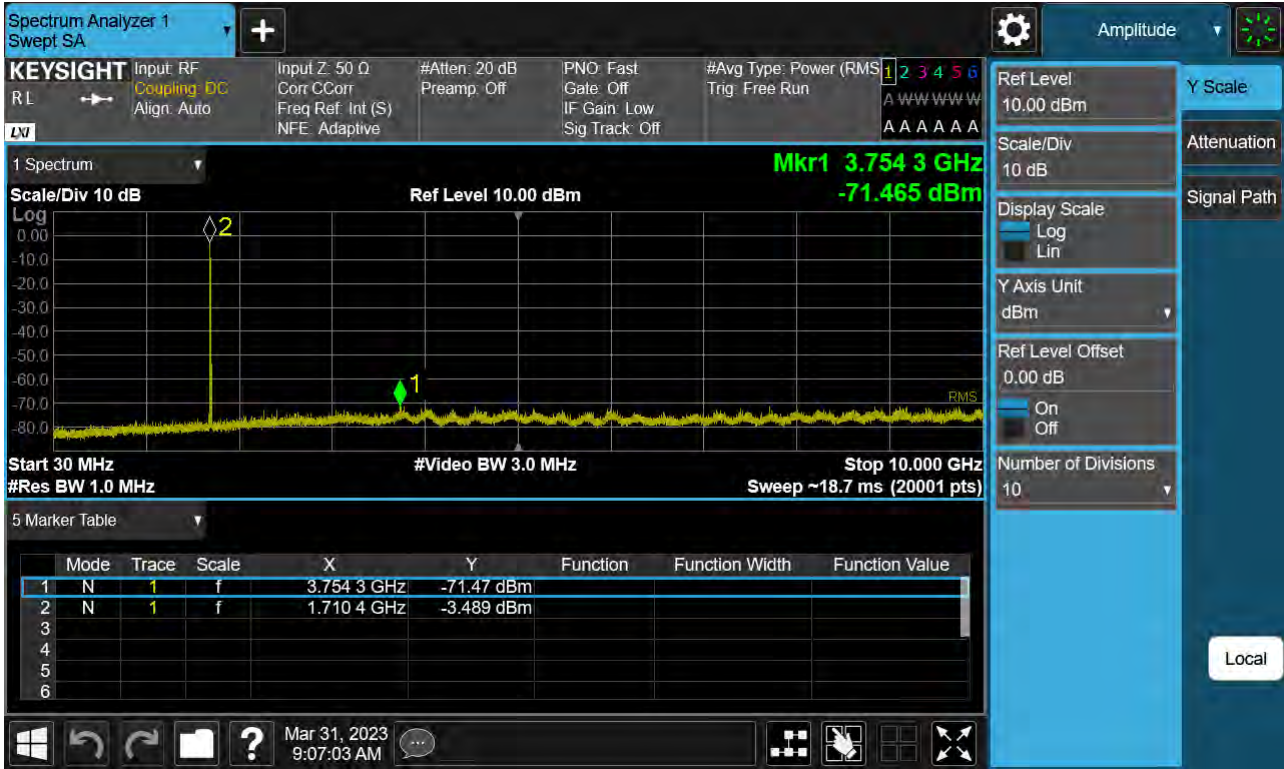 Spectrum Analyzer 1
Swept SA
Amplitude
KEYSIGHT
RL
LXI
Input: RF
Coupling: DC
Align: Auto
Input Z: 50 Ω
Corr CCorr
Freq Ref: Int (S)
NFE: Adaptive
#Atten: 20 dB
Preamp: Off
PNO: Fast
Gate: Off
IF Gain: Low
Sig Track: Off
#Avg Type: Power (RMS
Trig: Free Run
1 2 3 4 5 6
A W W W W W
A A A A A A
1 Spectrum
Mkr1 3.754 3 GHz
-71.465 dBm
Scale/Div 10 dB
Ref Level 10.00 dBm
Log
0.00
-10.0
-20.0
-30.0
-40.0
-50.0
-60.0
-70.0
-80.0
2
1
RMS
Start 30 MHz
#Video BW 3.0 MHz
Stop 10.000 GHz
#Res BW 1.0 MHz
Sweep ~18.7 ms (20001 pts)
5 Marker Table
Mode Trace Scale X Y Function Function Width Function Value
1 N 1 f 3.754 3 GHz -71.47 dBm
2 N 1 f 1.710 4 GHz -3.489 dBm
3
4
5
6
Ref Level
10.00 dBm
Scale/Div
10 dB
Display Scale
Log
Lin
Y Axis Unit
dBm
Ref Level Offset
0.00 dB
On
Off
Number of Divisions
10
Y Scale
Attenuation
Signal Path
Local
?
Mar 31, 2023
9:07:03 AM